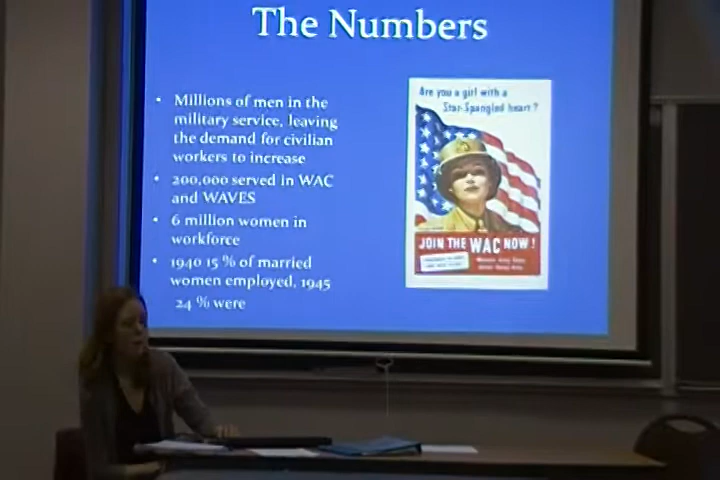 The Numbers
• Millions of men in the
military service, leaving
the demand for civilian
workers to increase
• 200,000 served in WAC
and WAVES
• 6 million women in
workforce
• 1940 15 % of married
women employed, 1945
24 % were
Are you a girl with a
Star-Spangled heart?
JOIN THE WAC NOW!